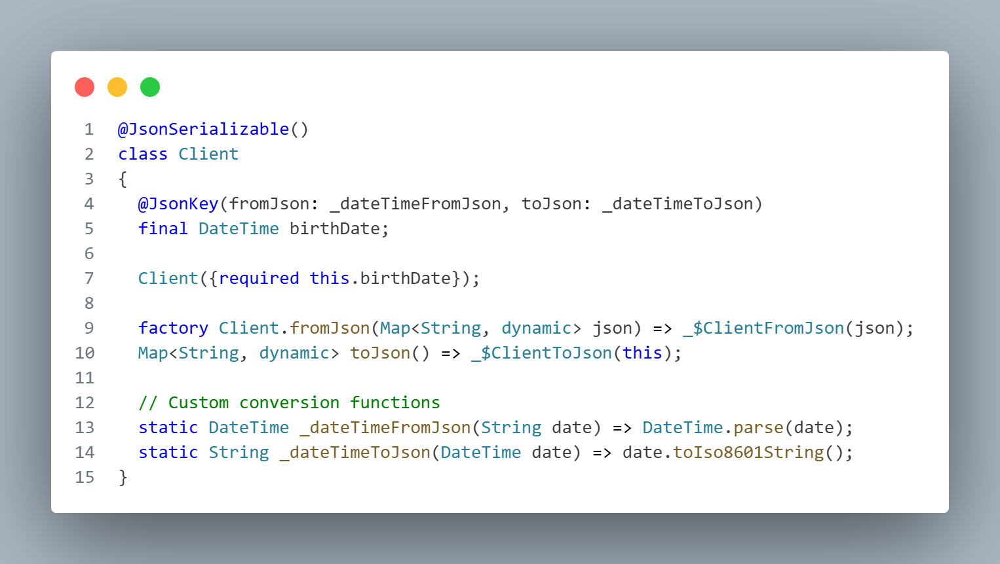 1 @JsonSerializable()
2 class Client
3 {
4   @JsonKey(fromJson: _dateTimeFromJson, toJson: _dateTimeToJson)
5   final DateTime birthDate;
6
7   Client({required this.birthDate});
8
9   factory Client.fromJson(Map<String, dynamic> json) => _$ClientFromJson(json);
10   Map<String, dynamic> toJson() => _$ClientToJson(this);
11
12   // Custom conversion functions
13   static DateTime _dateTimeFromJson(String date) => DateTime.parse(date);
14   static String _dateTimeToJson(DateTime date) => date.toIso8601String();
15 }